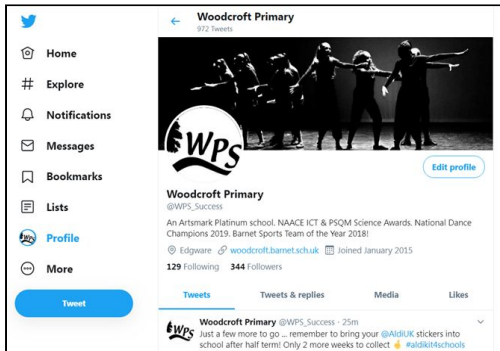 Woodcroft Primary
972 Tweets
Home
Explore
Notifications
Messages
Bookmarks
Lists
Profile
More
Tweet
WPS
Edit profile
Woodcroft Primary
@WPS_Success
An Artsmark Platinum school. NAACE ICT & PSQM Science Awards. National Dance
Champions 2019. Barnet Sports Team of the Year 2018!
Edgware woodcroft.barnet.sch.uk Joined January 2015
129 Following 344 Followers
Tweets Tweets & replies Media Likes
WPS Woodcroft Primary @WPS_Success · 25m
Just a few more to go ... remember to bring your @AldiUK stickers into
school after half term! Only 2 more weeks to collect 👍 #aldikit4schools